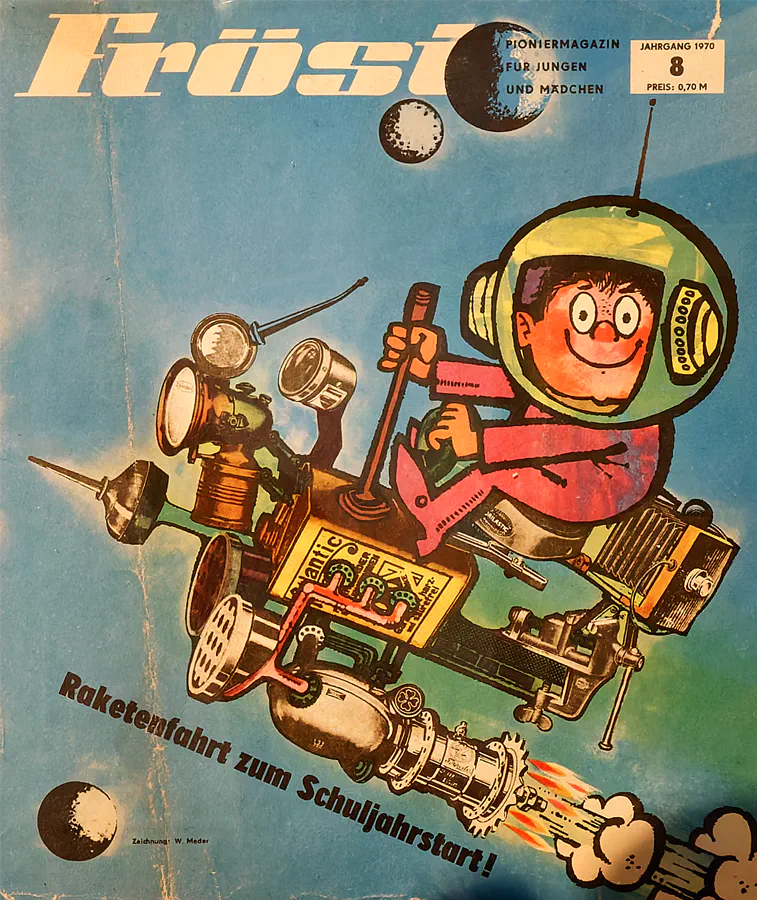 Frösi
PIONIERMAGAZIN
FÜR JUNGEN
UND MÄDCHEN
JAHRGANG 1970
8
PREIS: 0,70 M
Raketenfahrt zum Schuljahrstart!
Zeichnung: W. Meder